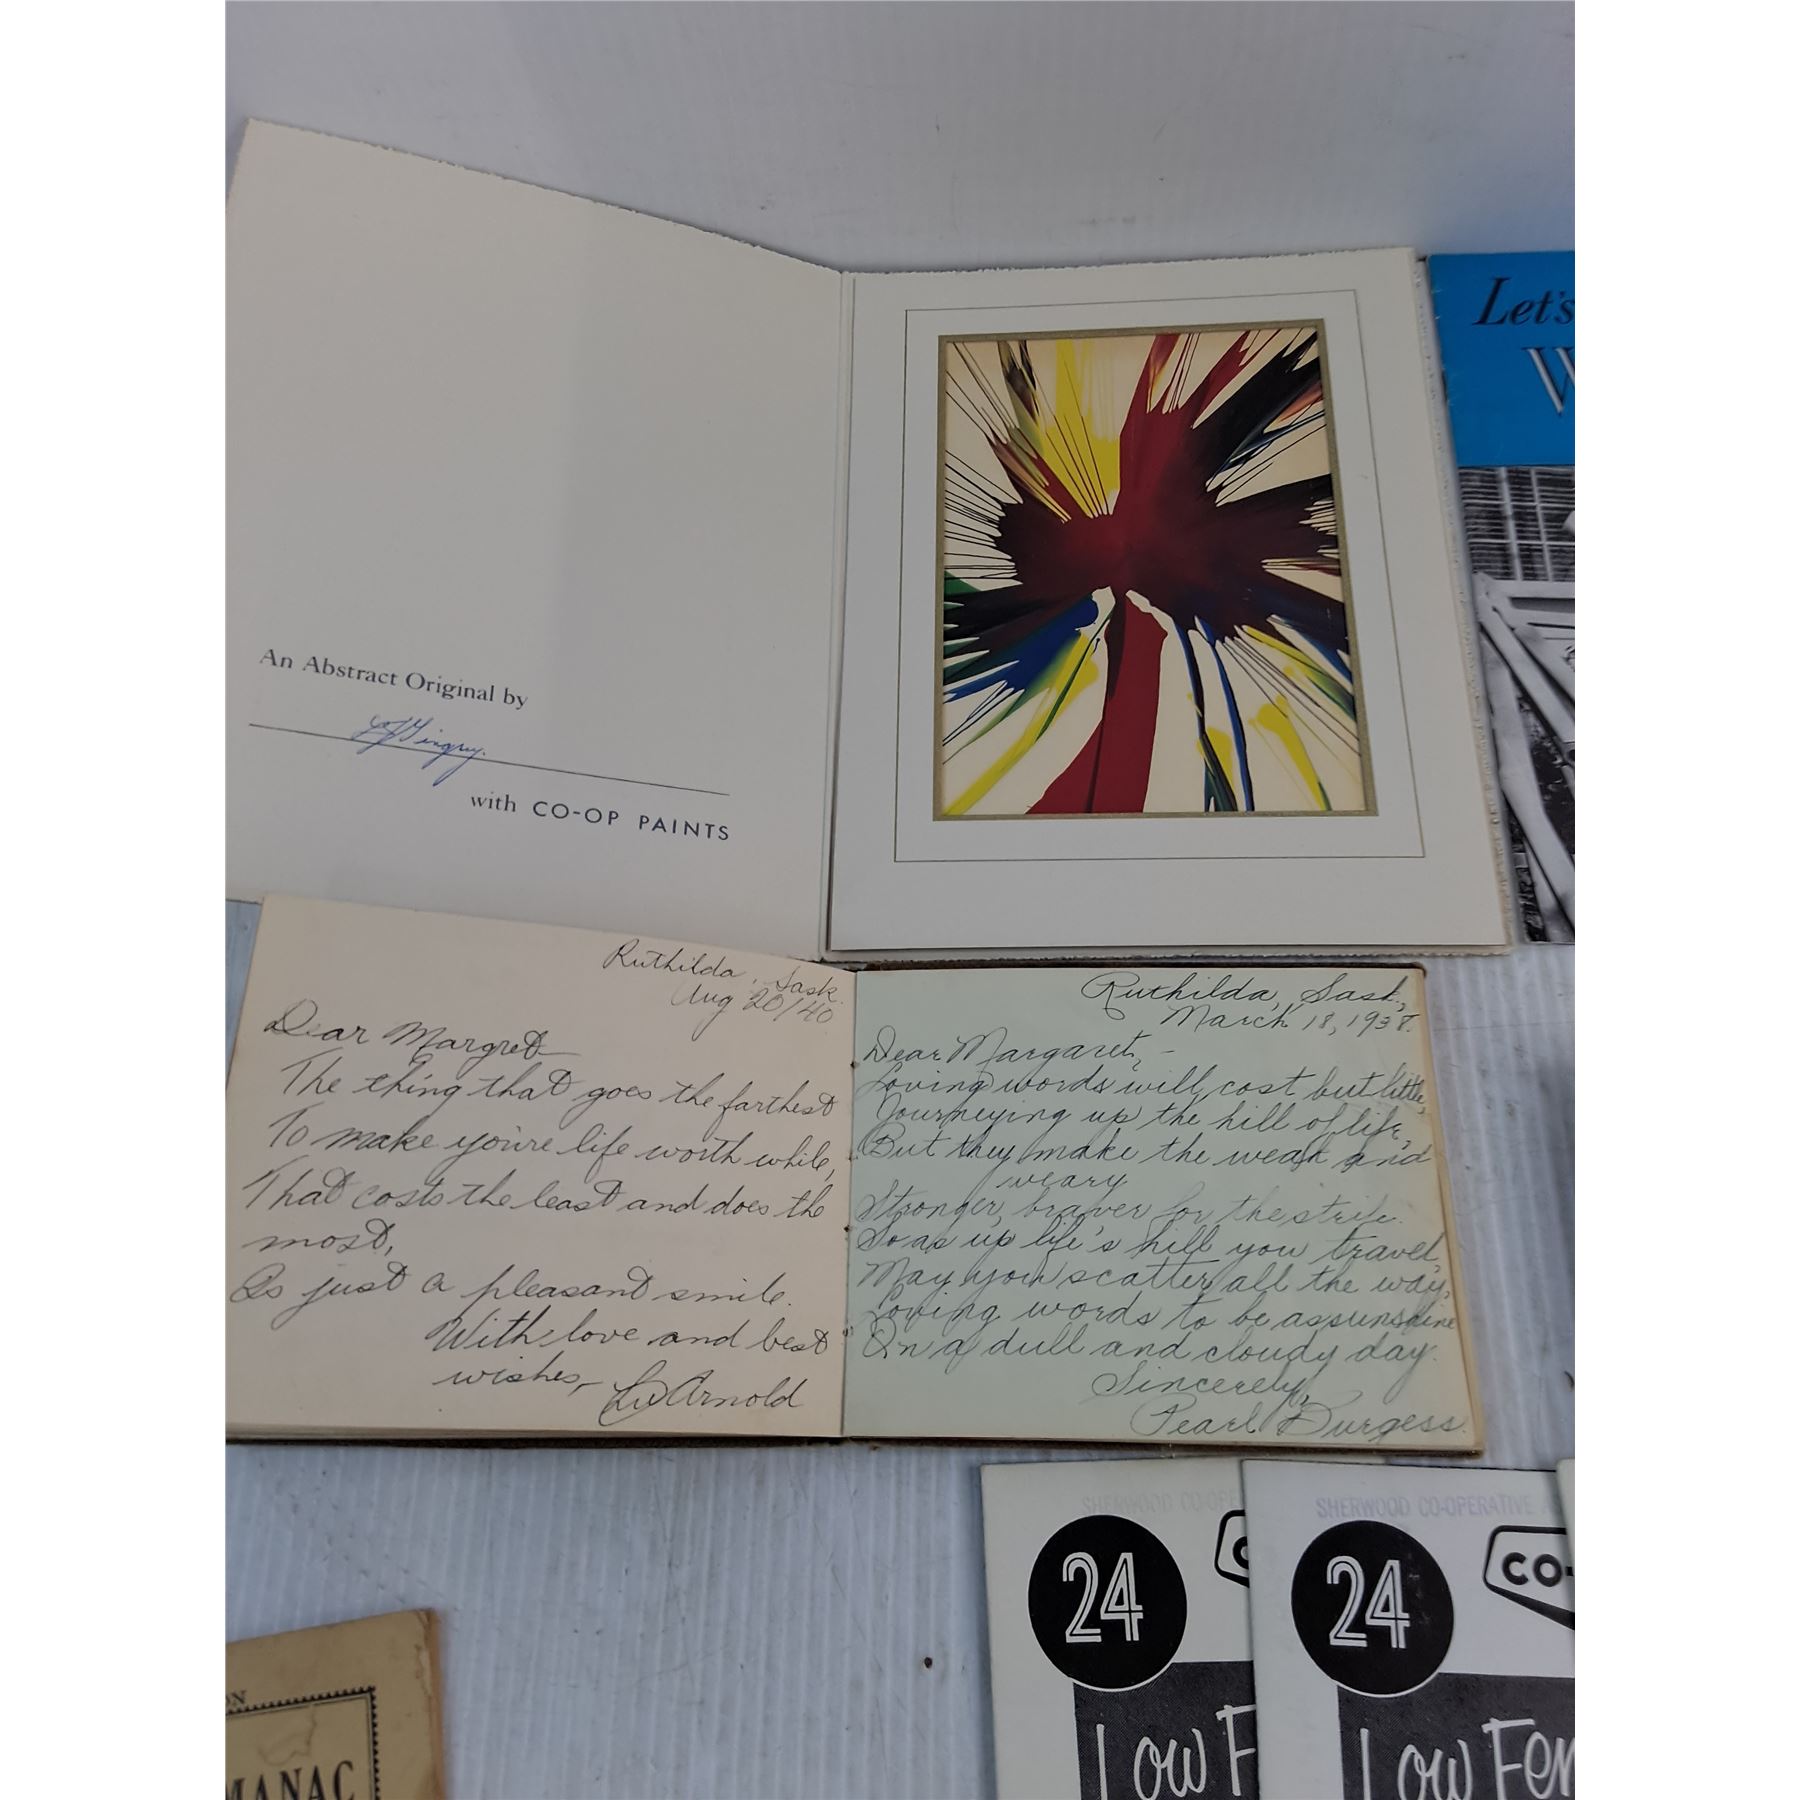 Let's
W
An Abstract Original by
Gingry.
with CO-OP PAINTS
Ruthilda, Sask.
Aug 20/40
Dear Margret
The thing that goes the farthest
To make you're life worth while,
That costs the least and does the
most,
Is just a pleasant smile.
With love and best
wishes,
Arnold
Ruthilda, Sask.,
March 18, 1938.
Dear Margaret, -
Loving words will cost but little,
Journeying up the hill of life,
But they make the weak and
weary
Stronger, braver for the strife.
So as up life's hill you travel,
May you scatter all the way,
Loving words to be as sunshine
On a dull and cloudy day.
Sincerely,
Pearl Burgess.
SHERWOOD CO-OPE
24
C
Low F
SHERWOOD CO-OPERATIVE A
24
CO-
Low Fen
ON
MANAC